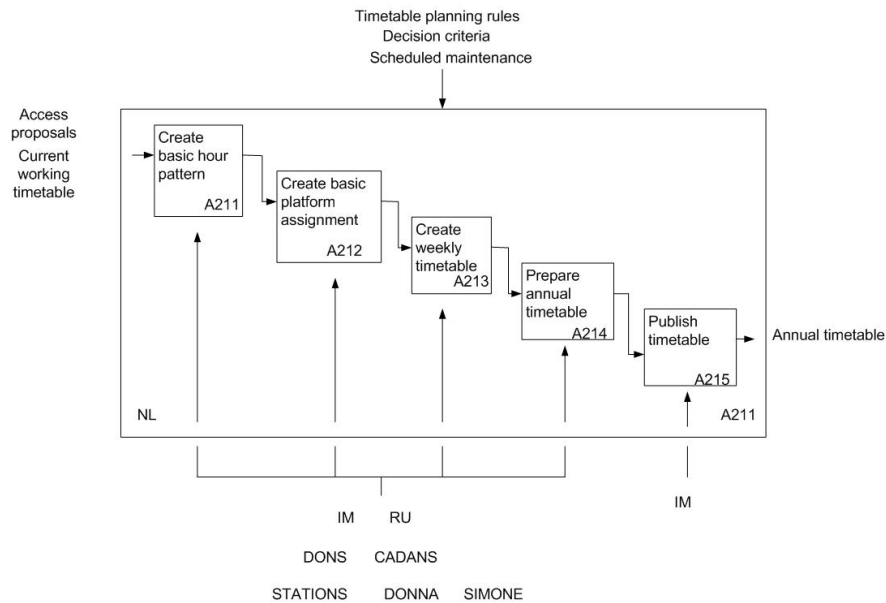 Timetable planning rules
Decision criteria
Scheduled maintenance
Access
proposals
Current
working
timetable
Create
basic hour
pattern
A211
Create basic
platform
assignment
A212
Create
weekly
timetable
A213
Prepare
annual
timetable
A214
Publish
timetable
A215
Annual timetable
NL
A211
IM RU
IM
DONS CADANS
STATIONS DONNA SIMONE